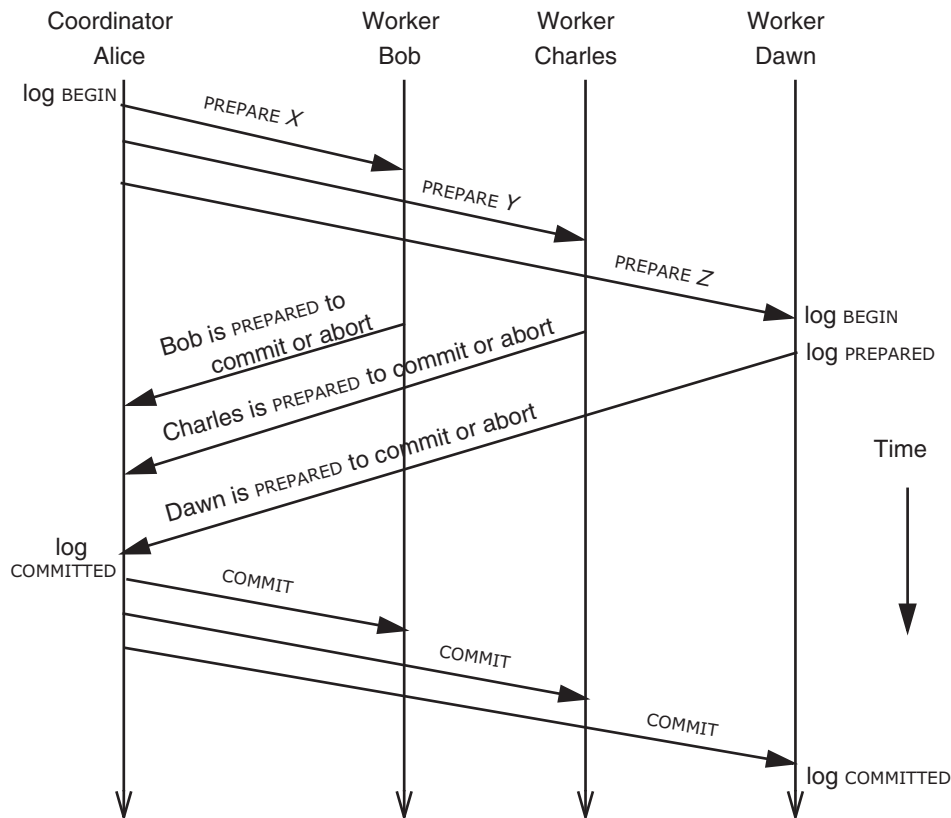 Coordinator
Alice
Worker
Bob
Worker
Charles
Worker
Dawn
log BEGIN
PREPARE X
PREPARE Y
PREPARE Z
log BEGIN
Bob is PREPARED to
commit or abort
log PREPARED
Charles is PREPARED to commit or abort
Dawn is PREPARED to commit or abort
Time
log
COMMITTED
COMMIT
COMMIT
COMMIT
log COMMITTED